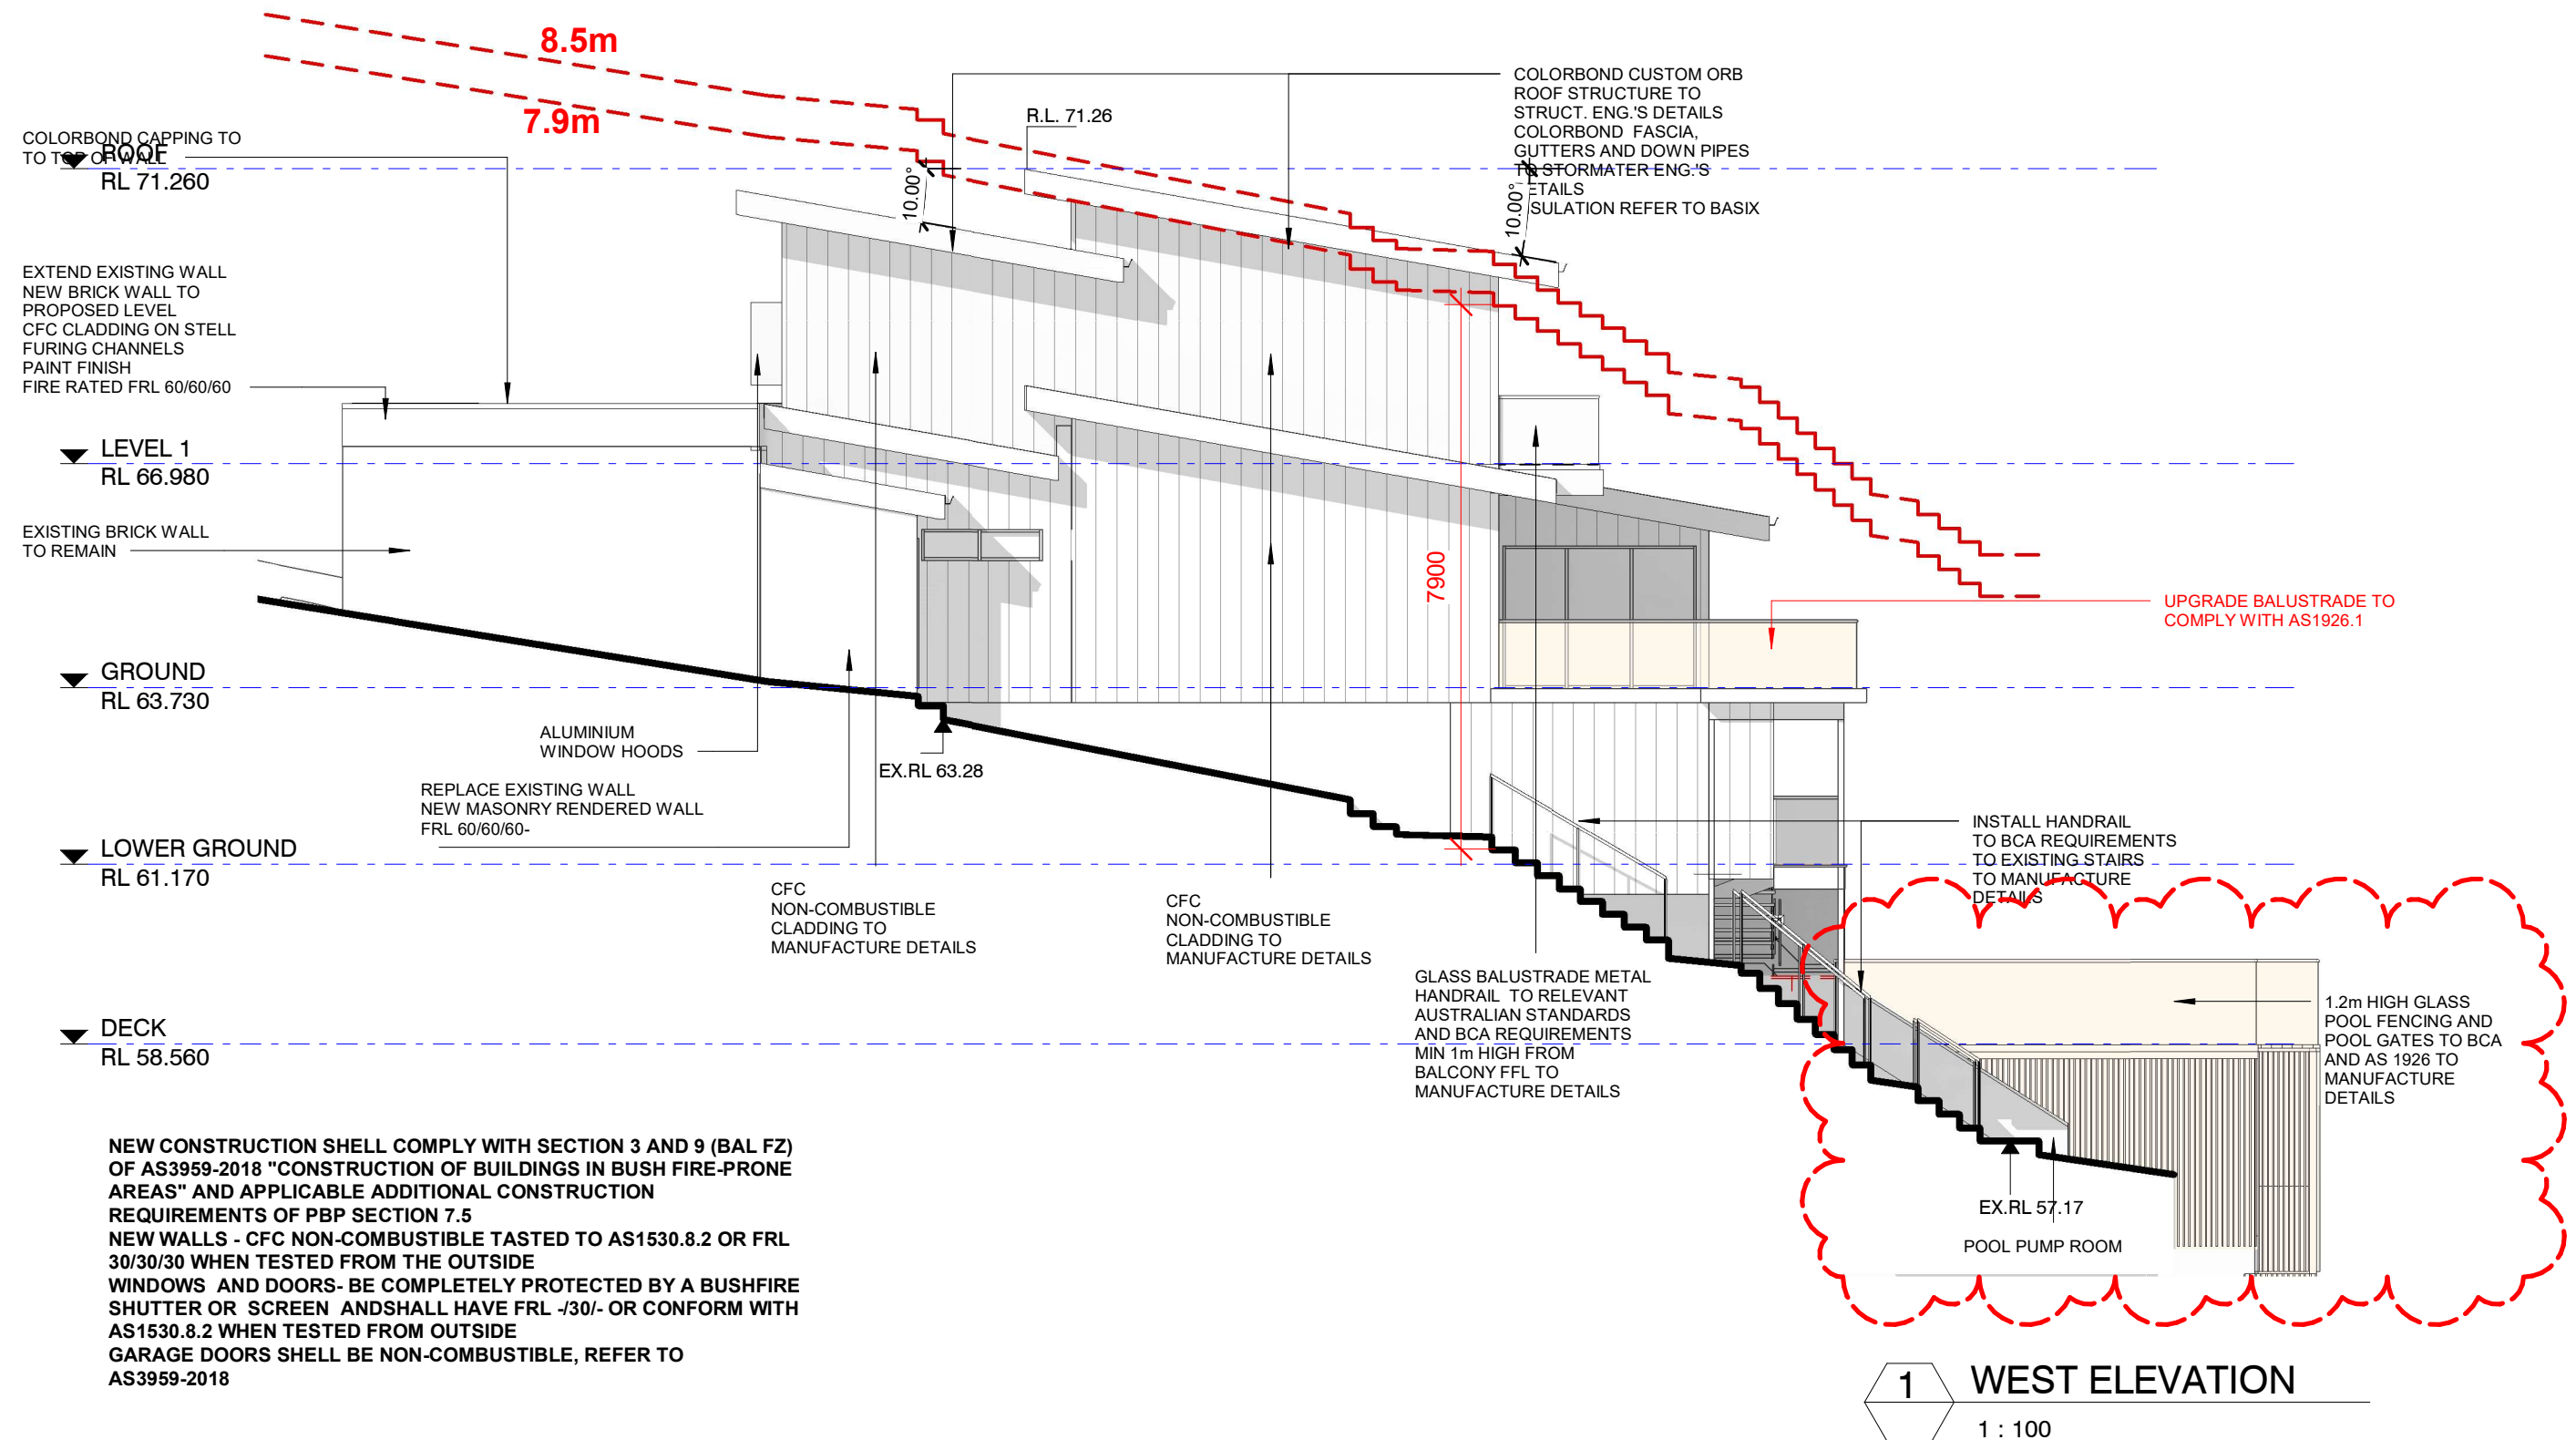 8.5m
7.9m
R.L. 71.26
COLORBOND CUSTOM ORB
ROOF STRUCTURE TO
STRUCT. ENG.'S DETAILS
COLORBOND  FASCIA,
GUTTERS AND DOWN PIPES
TO STORMATER ENG.'S
ETAILS
SULATION REFER TO BASIX
COLORBOND CAPPING TO
TO TOP OF WALL
ROOF
RL 71.260
10.00°
10.00°
EXTEND EXISTING WALL
NEW BRICK WALL TO
PROPOSED LEVEL
CFC CLADDING ON STELL
FURING CHANNELS
PAINT FINISH
FIRE RATED FRL 60/60/60
LEVEL 1
RL 66.980
EXISTING BRICK WALL
TO REMAIN
7900
UPGRADE BALUSTRADE TO
COMPLY WITH AS1926.1
GROUND
RL 63.730
ALUMINIUM
WINDOW HOODS
EX.RL 63.28
REPLACE EXISTING WALL
NEW MASONRY RENDERED WALL
FRL 60/60/60-
LOWER GROUND
RL 61.170
INSTALL HANDRAIL
TO BCA REQUIREMENTS
TO EXISTING STAIRS
TO MANUFACTURE
DETAILS
CFC
NON-COMBUSTIBLE
CLADDING TO
MANUFACTURE DETAILS
CFC
NON-COMBUSTIBLE
CLADDING TO
MANUFACTURE DETAILS
GLASS BALUSTRADE METAL
HANDRAIL  TO RELEVANT
AUSTRALIAN STANDARDS
AND BCA REQUIREMENTS
MIN 1m HIGH FROM
BALCONY FFL TO
MANUFACTURE DETAILS
1.2m HIGH GLASS
POOL FENCING AND
POOL GATES TO BCA
AND AS 1926 TO
MANUFACTURE
DETAILS
DECK
RL 58.560
EX.RL 57.17
POOL PUMP ROOM
NEW CONSTRUCTION SHELL COMPLY WITH SECTION 3 AND 9 (BAL FZ)
OF AS3959-2018 "CONSTRUCTION OF BUILDINGS IN BUSH FIRE-PRONE
AREAS" AND APPLICABLE ADDITIONAL CONSTRUCTION
REQUIREMENTS OF PBP SECTION 7.5
NEW WALLS - CFC NON-COMBUSTIBLE TASTED TO AS1530.8.2 OR FRL
30/30/30 WHEN TESTED FROM THE OUTSIDE
WINDOWS  AND DOORS- BE COMPLETELY PROTECTED BY A BUSHFIRE
SHUTTER OR  SCREEN  ANDSHALL HAVE FRL -/30/- OR CONFORM WITH
AS1530.8.2 WHEN TESTED FROM OUTSIDE
GARAGE DOORS SHELL BE NON-COMBUSTIBLE, REFER TO
AS3959-2018
1
WEST ELEVATION
1 : 100